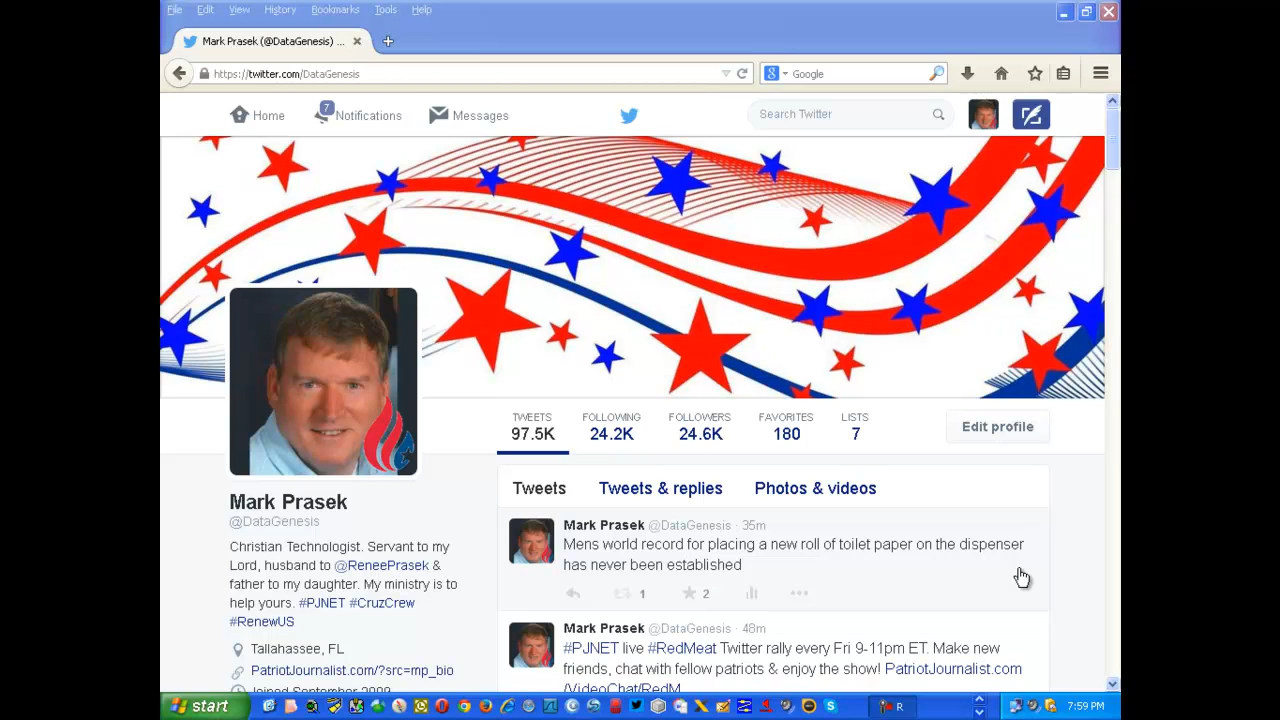 File Edit View History Bookmarks Tools Help
Mark Prasek (@DataGenesis) ...
https://twitter.com/DataGenesis
Google
Home
7
Notifications
Messages
Search Twitter
TWEETS FOLLOWING FOLLOWERS FAVORITES LISTS
97.5K 24.2K 24.6K 180 7
Edit profile
Mark Prasek
@DataGenesis
Christian Technologist. Servant to my
Lord, husband to @ReneePrasek &
father to my daughter. My ministry is to
help yours. #PJNET #CruzCrew
#RenewUS
Tallahassee, FL
PatriotJournalist.com/?src=mp_bio
Joined September 2009
Tweets Tweets & replies Photos & videos
Mark Prasek @DataGenesis · 35m
Mens world record for placing a new roll of toilet paper on the dispenser
has never been established
1 2
Mark Prasek @DataGenesis · 48m
#PJNET live #RedMeat Twitter rally every Fri 9-11pm ET. Make new
friends, chat with fellow patriots & enjoy the show! PatriotJournalist.com
/VideoChat/RedM
start
R
7:59 PM